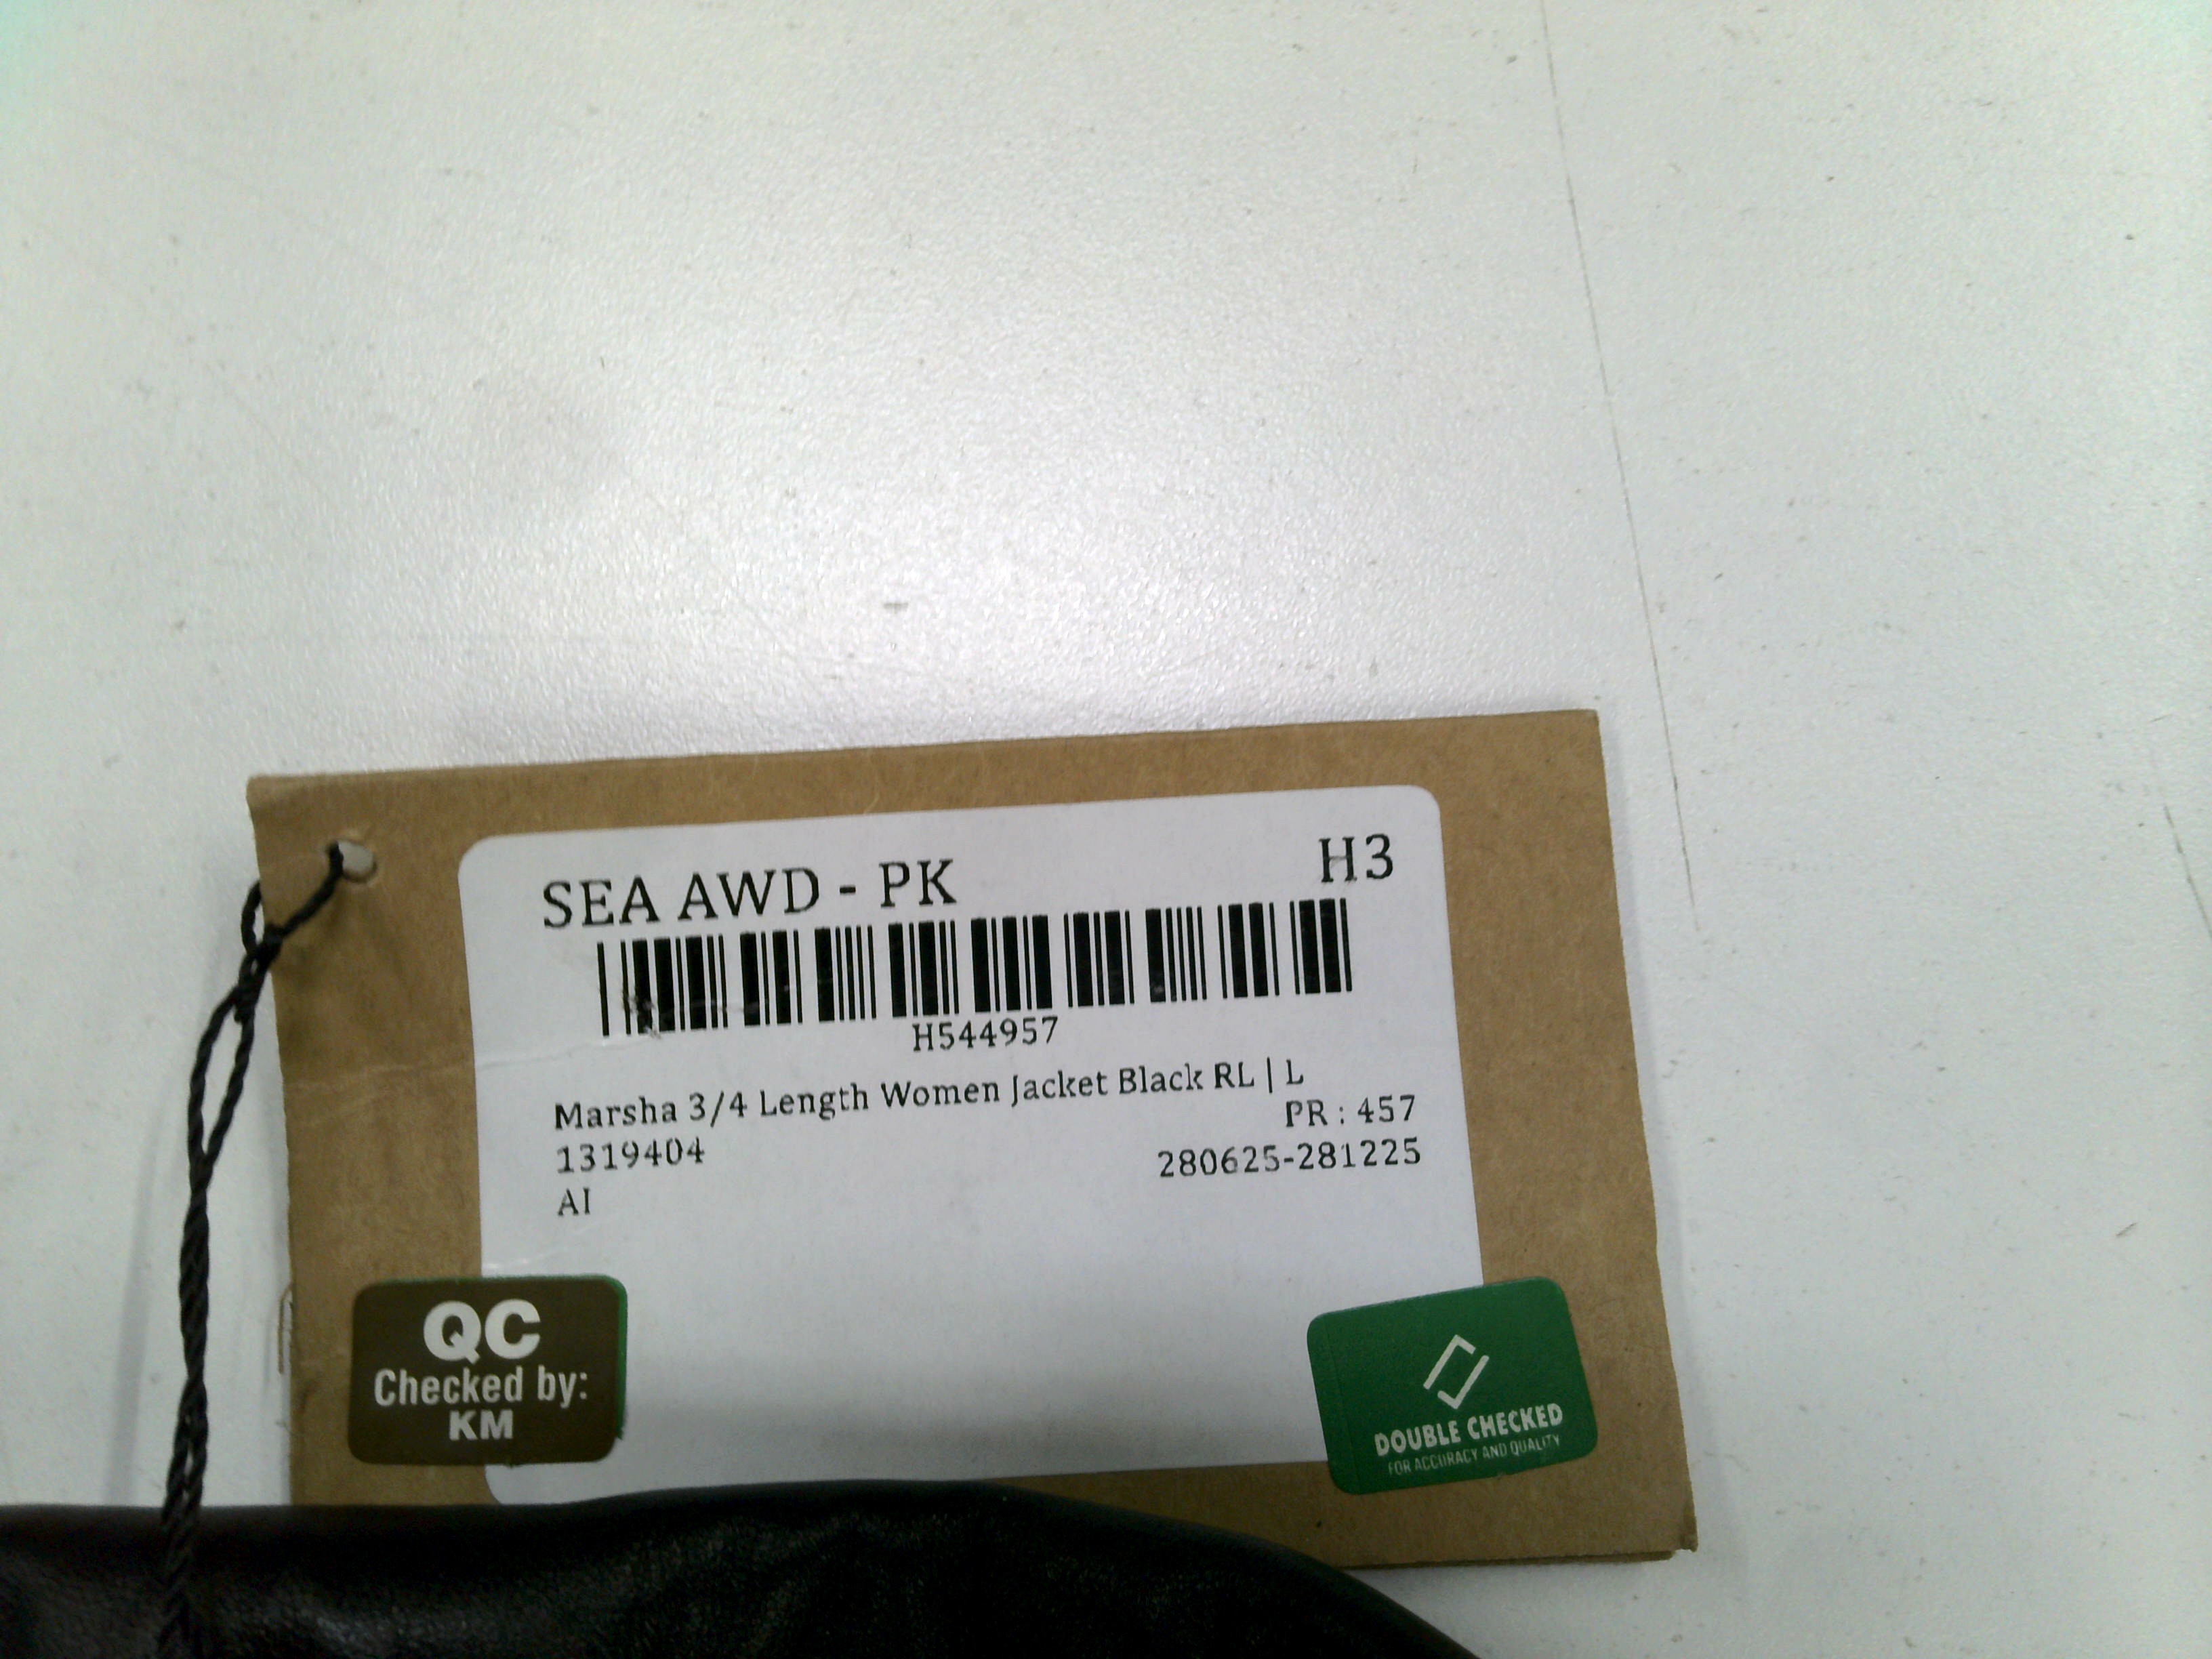 SEA AWD - PK
H3
H544957
Marsha 3/4 Length Women Jacket Black RL | L
PR : 457
1319404
280625-281225
AI
QC
Checked by:
KM
DOUBLE CHECKED
FOR ACCURACY AND QUALITY